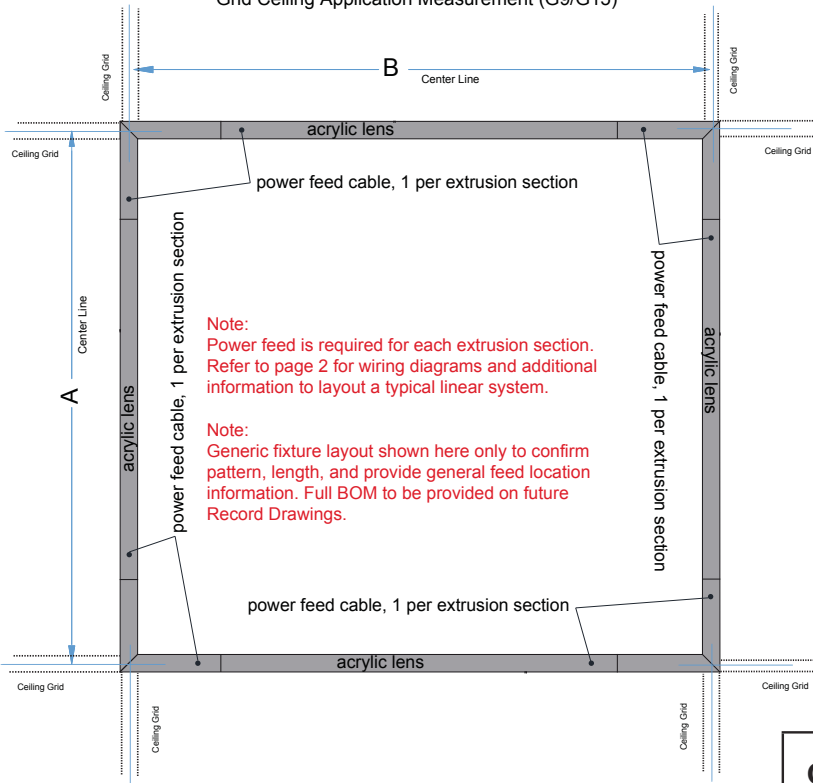 Grid Ceiling Application Measurement (G9/G15)
Ceiling Grid
Ceiling Grid
B
Center Line
acrylic lens
Ceiling Grid
Ceiling Grid
power feed cable, 1 per extrusion section
power feed cable, 1 per extrusion section
power feed cable, 1 per extrusion section
Center Line
A
acrylic lens
acrylic lens
Note:
Power feed is required for each extrusion section.
Refer to page 2 for wiring diagrams and additional
information to layout a typical linear system.
Note:
Generic fixture layout shown here only to confirm
pattern, length, and provide general feed location
information. Full BOM to be provided on future
Record Drawings.
power feed cable, 1 per extrusion section
acrylic lens
Ceiling Grid
Ceiling Grid
Ceiling Grid
Ceiling Grid